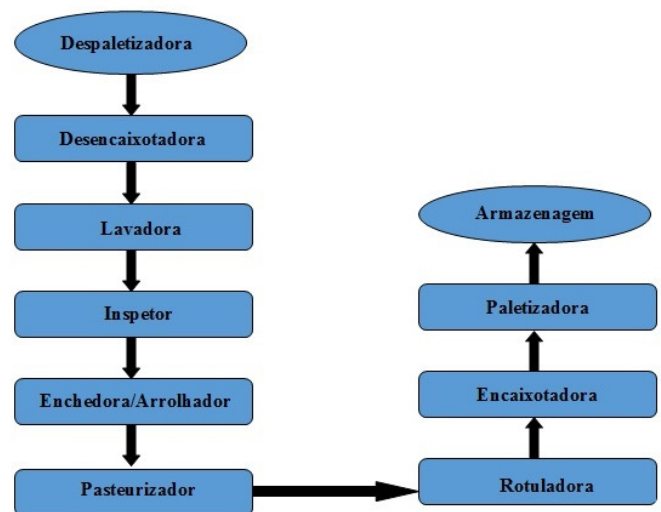 Despaletizadora
Desencaixotadora
Lavadora
Inspetor
Enchedora/Arrolhador
Pasteurizador
Rotuladora
Encaixotadora
Paletizadora
Armazenagem